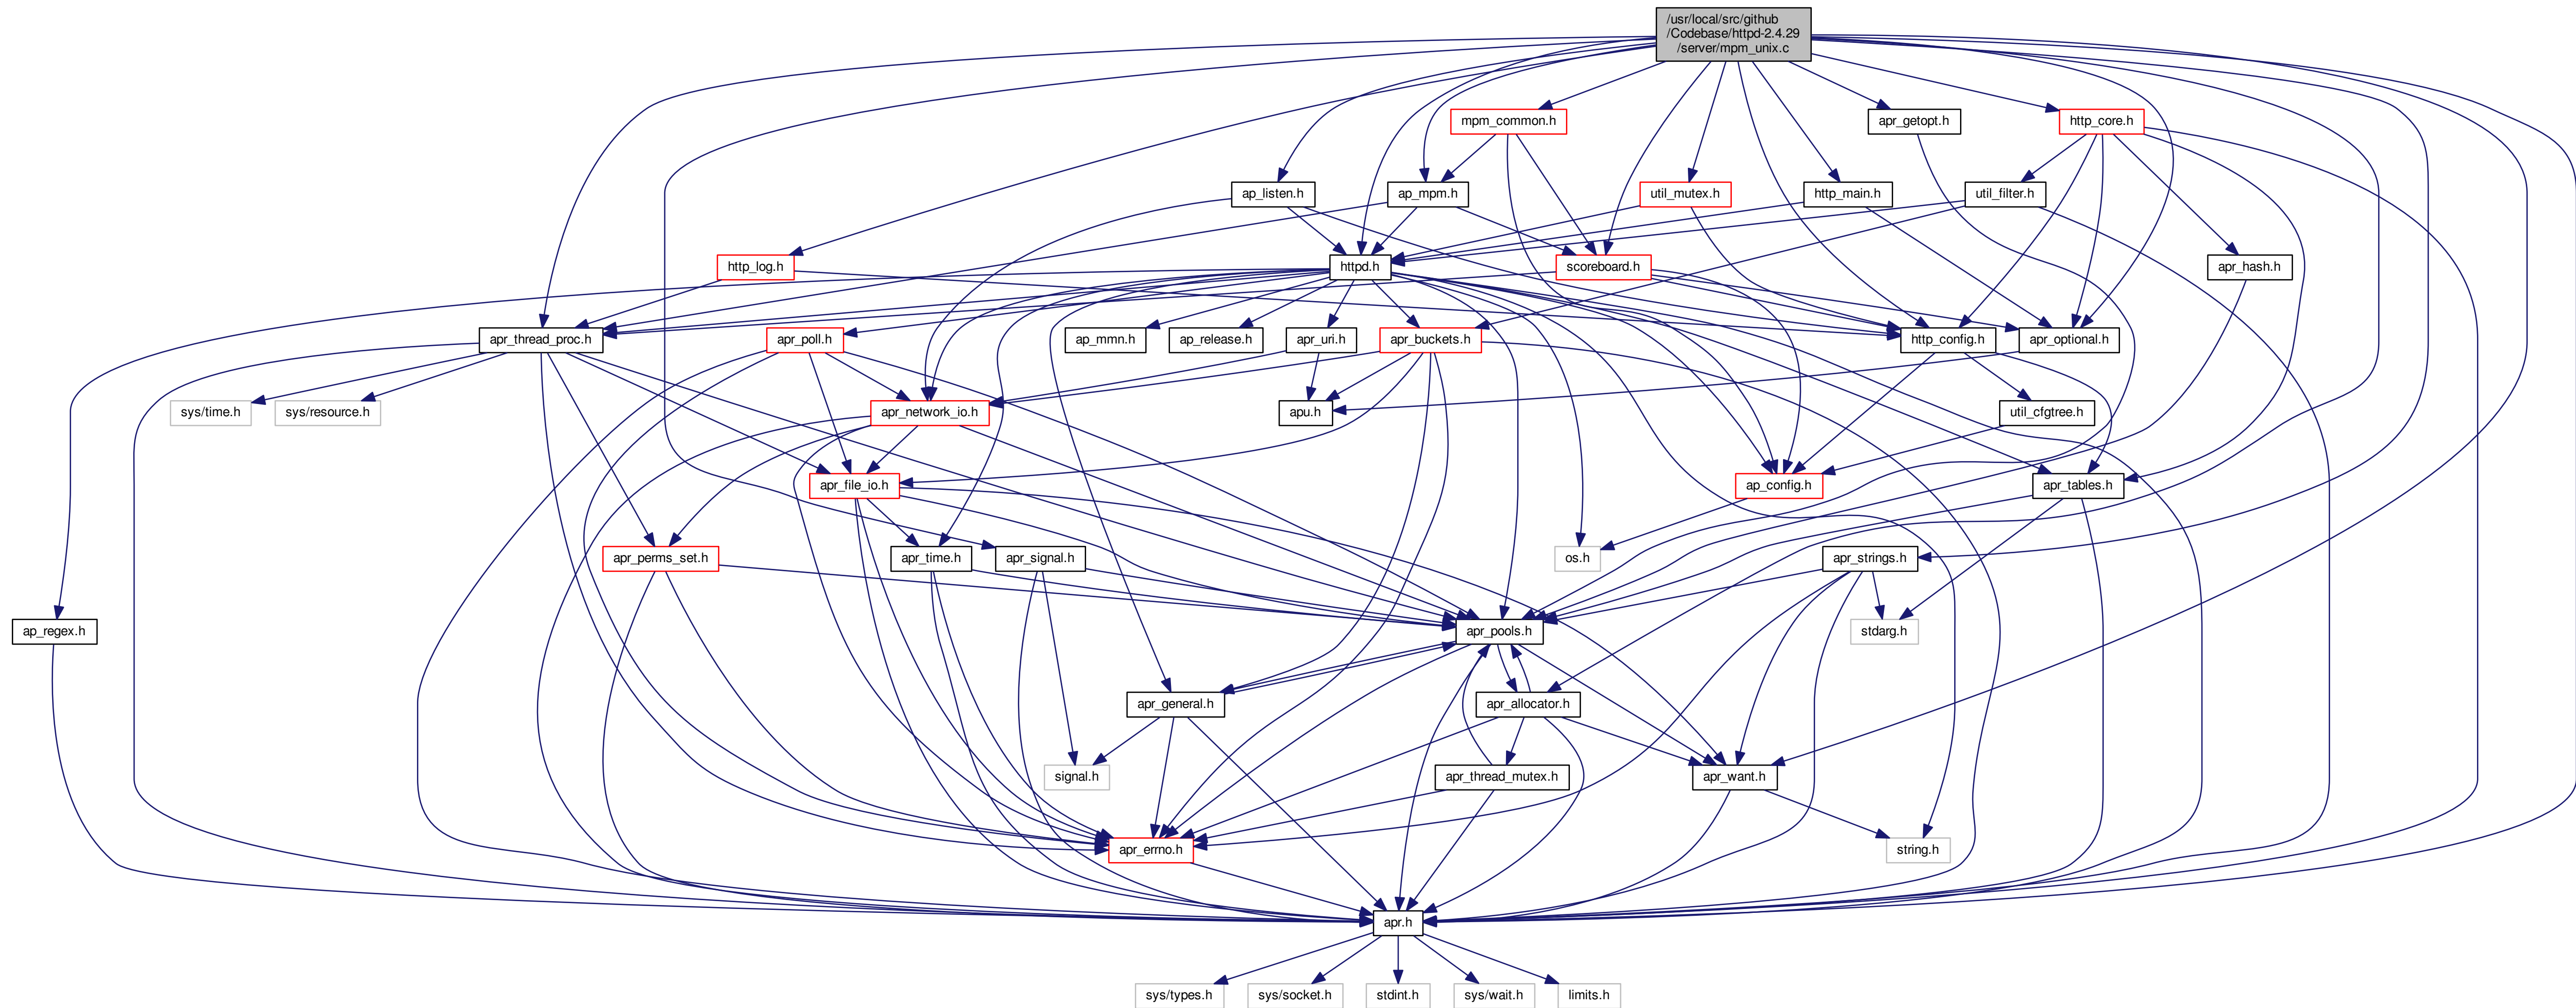 /usr/local/src/github
/Codebase/httpd-2.4.29
/server/mpm_unix.c
mpm_common.h
apr_getopt.h
http_core.h
ap_listen.h
ap_mpm.h
util_mutex.h
http_main.h
util_filter.h
http_log.h
httpd.h
scoreboard.h
apr_hash.h
apr_thread_proc.h
apr_poll.h
ap_mmn.h
ap_release.h
apr_uri.h
apr_buckets.h
http_config.h
apr_optional.h
sys/time.h
sys/resource.h
apr_network_io.h
apu.h
util_cfgtree.h
apr_file_io.h
ap_config.h
apr_tables.h
apr_perms_set.h
apr_time.h
apr_signal.h
os.h
apr_strings.h
ap_regex.h
apr_pools.h
stdarg.h
apr_general.h
apr_allocator.h
signal.h
apr_thread_mutex.h
apr_want.h
apr_errno.h
string.h
apr.h
sys/types.h
sys/socket.h
stdint.h
sys/wait.h
limits.h